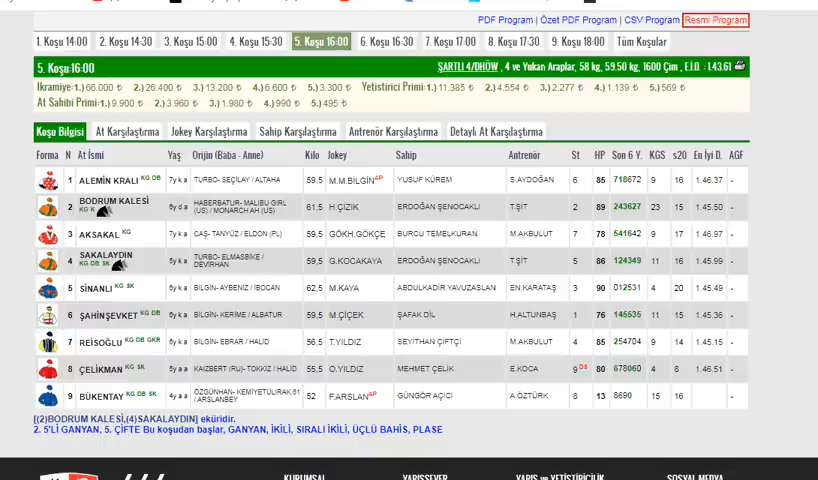 PDF Program | Özet PDF Program | CSV Program Resmi Program
1. Koşu 14:00 2. Koşu 14:30 3. Koşu 15:00 4. Koşu 15:30 5. Koşu 16:00 6. Koşu 16:30 7. Koşu 17:00 8. Koşu 17:30 9. Koşu 18:00 Tüm Koşular
5. Koşu:16:00 ŞARTLI 4/DHÖW , 4 ve Yukarı Araplar, 58 kg, 59.50 kg, 1600 Çim , E.İ.D. : 1.43.61
Ikramiye:1.)66.000 ₺ 2.)26.400 ₺ 3.)13.200 ₺ 4.)6.600 ₺ 5.)3.300 ₺ Yetistirici Primi:1.)11.385 ₺ 2.)4.554 ₺ 3.)2.277 ₺ 4.)1.139 ₺ 5.)569 ₺
At Sahibi Primi:1.)9.900 ₺ 2.)3.960 ₺ 3.)1.980 ₺ 4.)990 ₺ 5.)495 ₺
Koşu Bilgisi At Karşılaştırma Jokey Karşılaştırma Sahip Karşılaştırma Antrenör Karşılaştırma Detaylı At Karşılaştırma
Forma N At İsmi Yaş Orijin (Baba - Anne) Kilo Jokey Sahip Antrenör St HP Son 6 Y. KGS s20 En İyi D. AGF
1 ALEMİN KRALI KG DB 7y k a TURBO- SEÇİLAY / ALTAHA 59,5 M.M.BİLGİN AP YUSUF KÜREM S.AYDOĞAN 6 85 718672 9 16 1.46.37 -
2 BODRUM KALESİ KG K 6y d a HABERBATUR- MALIBU GIRL (US) / MONARCH AH (US) 61,5 H.ÇİZİK ERDOĞAN ŞENOCAKLI T.ŞİT 2 89 243627 23 15 1.45.50 -
3 AKSAKAL KG 7y k a CAŞ- TANYÜZ / ELDON (PL) 59,5 GÖKH.GÖKÇE BURCU TEMELKURAN M.AKBULUT 7 78 541642 9 17 1.46.97 -
4 SAKALAYDIN KG DB SK 6y a a TURBO- ELMASBİKE / DEVİRHAN 59,5 G.KOCAKAYA ERDOĞAN ŞENOCAKLI T.ŞİT 5 86 124349 11 16 1.45.99 -
5 SİNANLI KG SK BİLGİN- AYBENİZ / İBOCAN 62,5 M.KAYA ABDULKADİR YAVUZASLAN EN.KARATAŞ 3 90 012531 4 20 1.45.49 -
6 ŞAHİNŞEVKET KG DB BİLGİN- KERİME / ALBATUR 59,5 M.ÇİÇEK ŞAFAK DİL H.ALTUNBAŞ 1 76 145535 11 15 1.45.36 -
7 REİSOĞLU KG DB GKR BİLGİN- EBRAR / HALİD 56,5 T.YILDIZ SEYİTHAN ÇİFTÇİ M.AKBULUT 4 85 254704 9 14 1.45.15 -
8 ÇELİKMAN KG SK KAIZBERT (RU)- TOKKIZ / HALİD 55,5 O.YILDIZ MEHMET ÇELİK E.KOCA 9 DS 80 678060 4 8 1.46.51 -
9 BÜKENTAY KG DB SK 4y a a ÖZGÜNHAN- KEMİYETÜLIRAK.81 / ARSLANBEY 52 F.ARSLAN AP GÜNGÖR AÇICI A.ÖZTÜRK 8 13 8690 15 16 -
[(2)BODRUM KALESİ,(4)SAKALAYDIN] eküridir.
2. 5'Lİ GANYAN, 5. ÇİFTE Bu koşudan başlar, GANYAN, İKİLİ, SIRALI İKİLİ, ÜÇLÜ BAHİS, PLASE
KURUMSAL YARIŞSEVER YARIŞ ve YETİŞTİRİCİLİK SOSYAL MEDYA